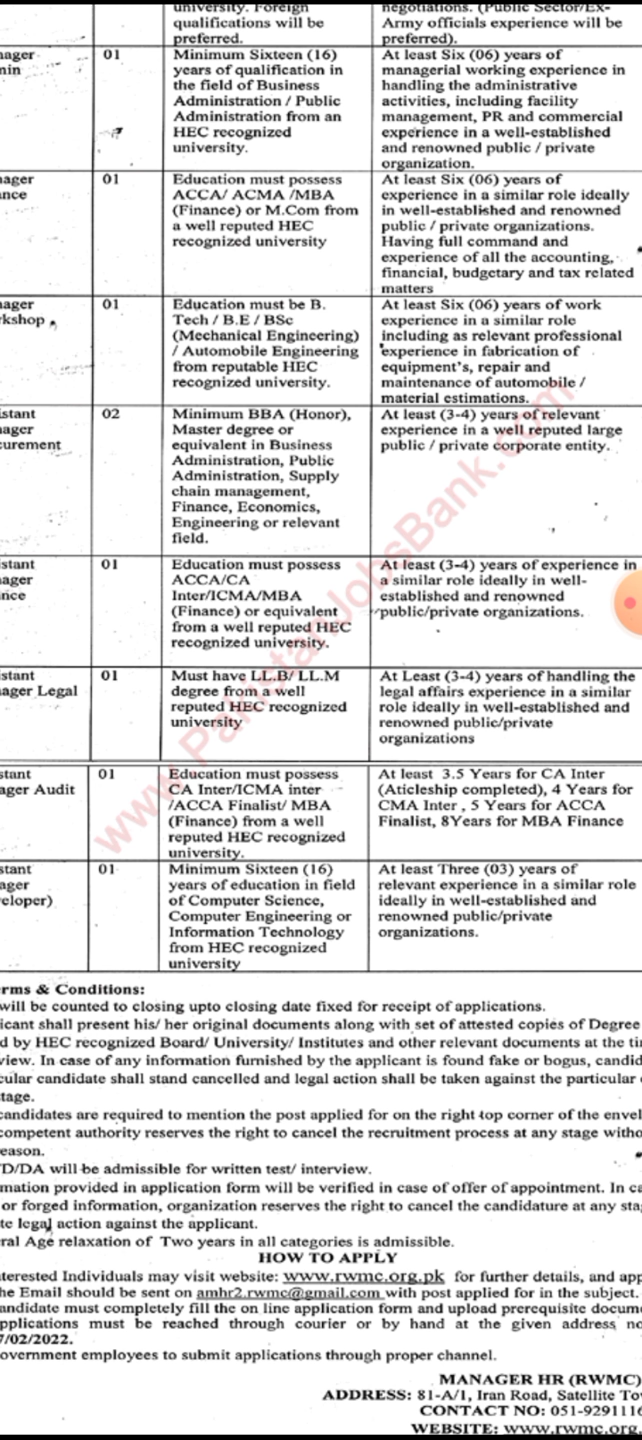 university. Foreign
qualifications will be
preferred.
negotiations. (Public Sector/Ex-
Army officials experience will be
preferred).
nager
min
01
Minimum Sixteen (16)
years of qualification in
the field of Business
Administration / Public
Administration from an
HEC recognized
university.
At least Six (06) years of
managerial working experience in
handling the administrative
activities, including facility
management, PR and commercial
experience in a well-established
and renowned public / private
organization.
nager
ance
01
Education must possess
ACCA/ ACMA /MBA
(Finance) or M.Com from
a well reputed HEC
recognized university
At least Six (06) years of
experience in a similar role ideally
in well-established and renowned
public / private organizations.
Having full command and
experience of all the accounting,
financial, budgetary and tax related
matters
nager
kshop
01
Education must be B.
Tech / B.E / BSc
(Mechanical Engineering)
/ Automobile Engineering
from reputable HEC
recognized university.
At least Six (06) years of work
experience in a similar role
including as relevant professional
experience in fabrication of
equipment's, repair and
maintenance of automobile /
material estimations.
istant
nager
curement
02
Minimum BBA (Honor),
Master degree or
equivalent in Business
Administration, Public
Administration, Supply
chain management,
Finance, Economics,
Engineering or relevant
field.
At least (3-4) years of relevant
experience in a well reputed large
public / private corporate entity.
istant
nager
nce
01
Education must possess
ACCA/CA
Inter/ICMA/MBA
(Finance) or equivalent
from a well reputed HEC
recognized university.
At least (3-4) years of experience in
a similar role ideally in well-
established and renowned
public/private organizations.
istant
ager Legal
01
Must have LL.B/ LL.M
degree from a well
reputed HEC recognized
university
At Least (3-4) years of handling the
legal affairs experience in a similar
role ideally in well-established and
renowned public/private
organizations
stant
ager Audit
01
Education must possess
CA Inter/ICMA inter
/ACCA Finalist/ MBA
(Finance) from a well
reputed HEC recognized
university.
At least 3.5 Years for CA Inter
(Aticleship completed), 4 Years for
CMA Inter , 5 Years for ACCA
Finalist, 8Years for MBA Finance
stant
ager
eloper)
01
Minimum Sixteen (16)
years of education in field
of Computer Science,
Computer Engineering or
Information Technology
from HEC recognized
university
At least Three (03) years of
relevant experience in a similar role
ideally in well-established and
renowned public/private
organizations.
www.PakistanJobsBank.com
rms & Conditions:
will be counted to closing upto closing date fixed for receipt of applications.
icant shall present his/ her original documents along with set of attested copies of Degree
d by HEC recognized Board/ University/ Institutes and other relevant documents at the ti
view. In case of any information furnished by the applicant is found fake or bogus, candid
cular candidate shall stand cancelled and legal action shall be taken against the particular
tage.
candidates are required to mention the post applied for on the right top corner of the envel
competent authority reserves the right to cancel the recruitment process at any stage witho
eason.
D/DA will be admissible for written test/ interview.
mation provided in application form will be verified in case of offer of appointment. In ca
or forged information, organization reserves the right to cancel the candidature at any sta
te legal action against the applicant.
ral Age relaxation of Two years in all categories is admissible.
HOW TO APPLY
nterested Individuals may visit website: www.rwmc.org.pk for further details, and app
he Email should be sent on amhr2.rwmc@gmail.com with post applied for in the subject.
andidate must completely fill the on line application form and upload prerequisite docume
pplications must be reached through courier or by hand at the given address no
7/02/2022.
overnment employees to submit applications through proper channel.
MANAGER HR (RWMC)
ADDRESS: 81-A/1, Iran Road, Satellite To
CONTACT NO: 051-9291116
WEBSITE: www.rwmc.org.